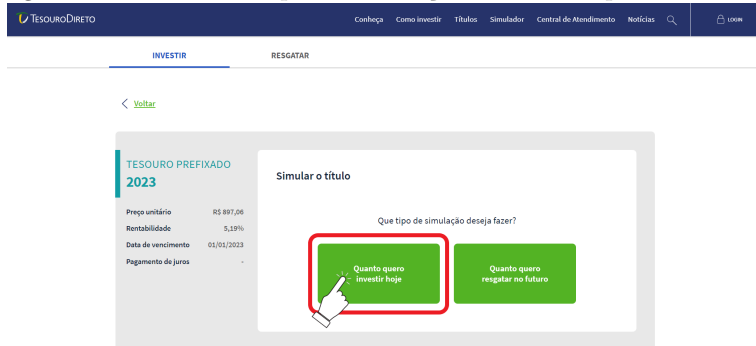 TESOURODIRETO
Conheça Como investir Títulos Simulador Central de Atendimento Notícias LOGIN
INVESTIR RESGATAR
Voltar
TESOURO PREFIXADO
2023
Preço unitário R$ 897,06
Rentabilidade 5,19%
Data de vencimento 01/01/2023
Pagamento de juros -
Simular o título
Que tipo de simulação deseja fazer?
Quanto quero
investir hoje
Quanto quero
resgatar no futuro